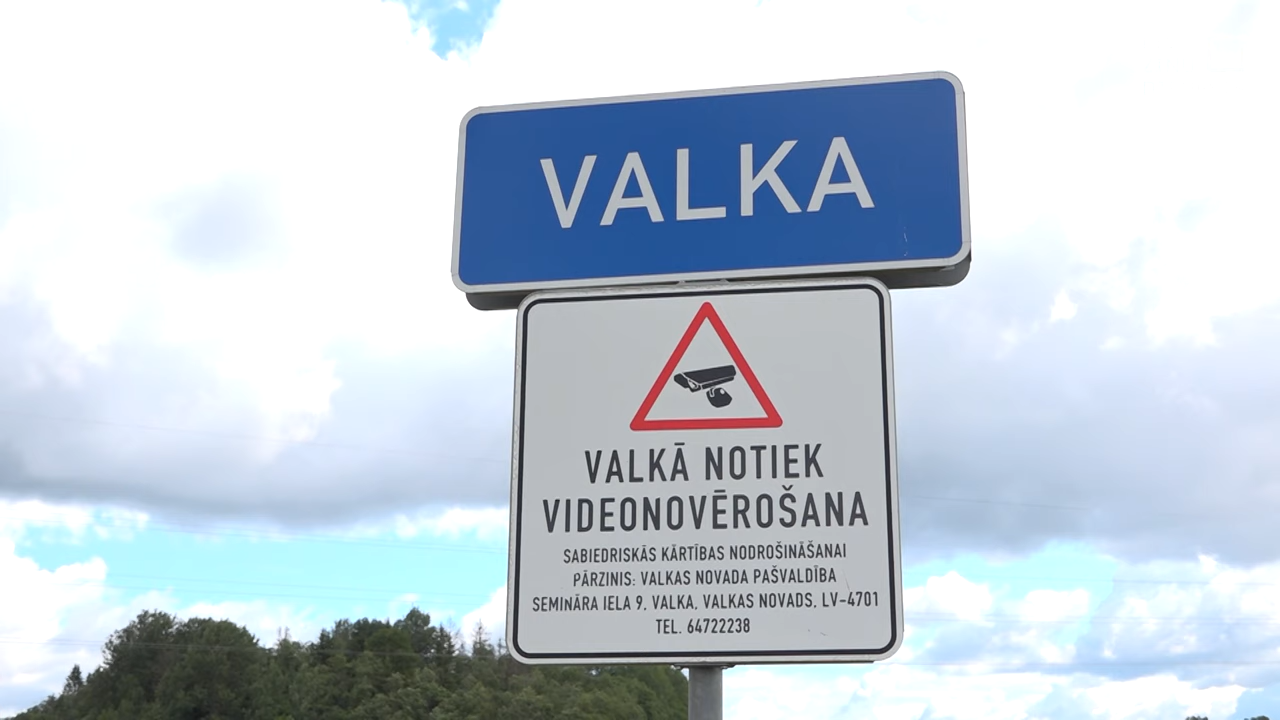 VALKA
VALKĀ NOTIEK
VIDEONOVĒROŠANA
SABIEDRISKĀS KĀRTĪBAS NODROŠINĀŠANAI
PĀRZINIS: VALKAS NOVADA PAŠVALDĪBA
SEMINĀRA IELA 9, VALKA, VALKAS NOVADS, LV-4701
TEL. 64722238